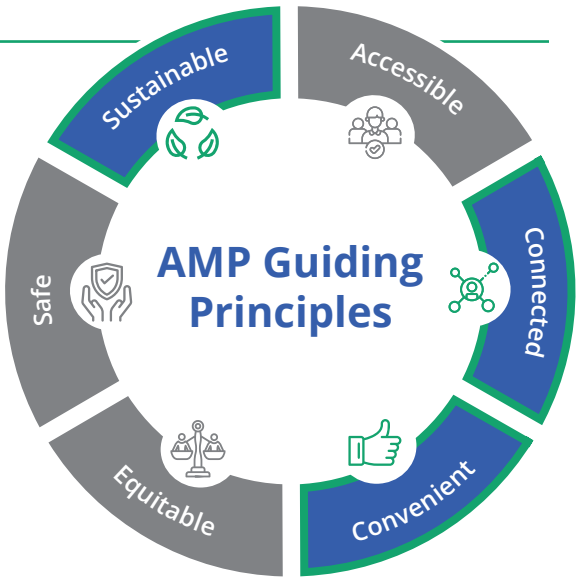 Sustainable
Accessible
Connected
Convenient
Equitable
Safe
AMP Guiding
Principles